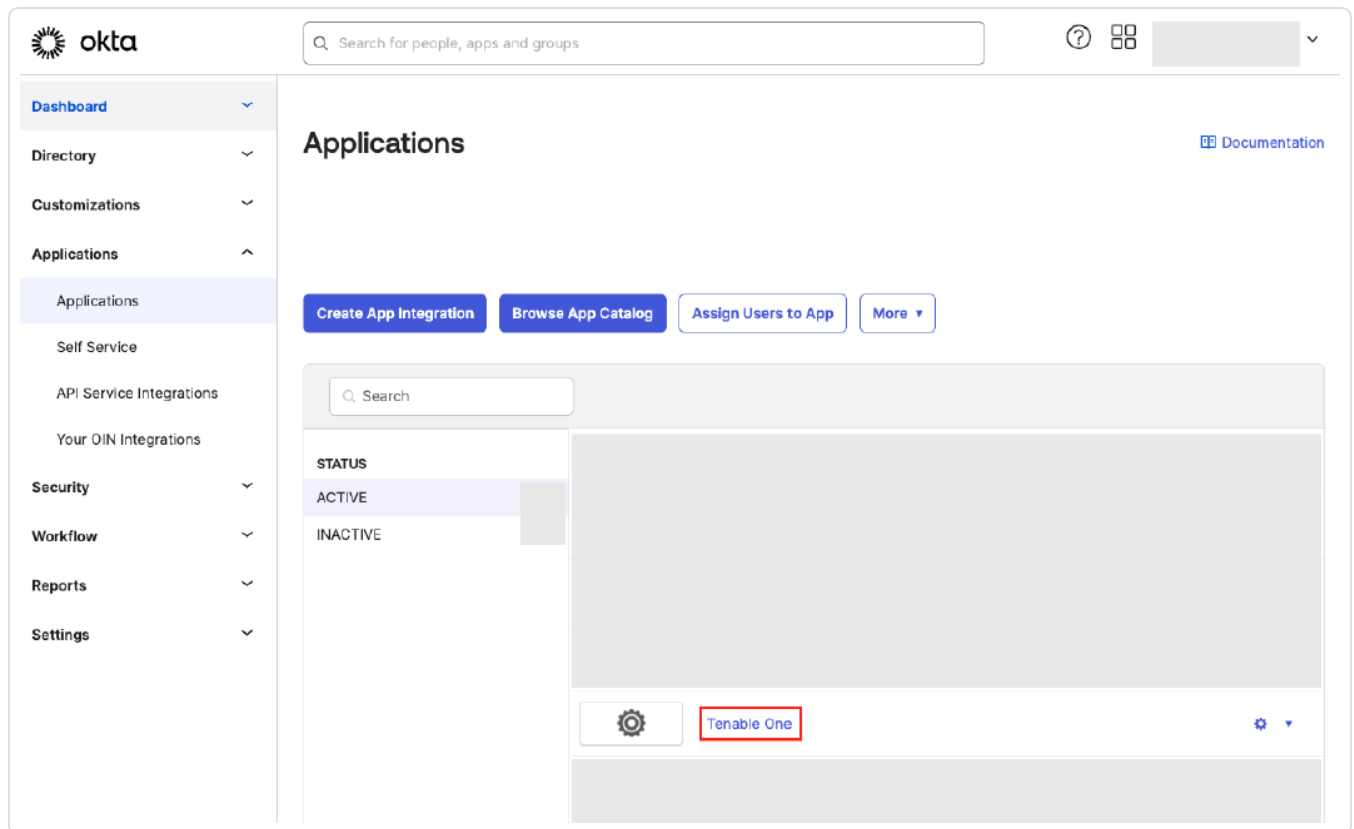 okta
Search for people, apps and groups
Dashboard
Directory
Customizations
Applications
Applications
Self Service
API Service Integrations
Your OIN Integrations
Security
Workflow
Reports
Settings
Applications
Documentation
Create App Integration
Browse App Catalog
Assign Users to App
More
Search
STATUS
ACTIVE
INACTIVE
Tenable One